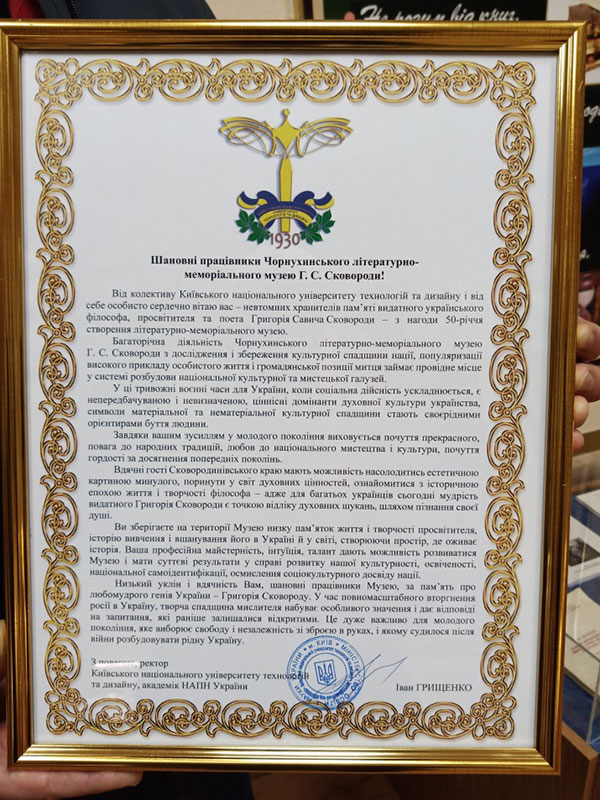 На розум від книг,
1930
Шановні працівники Чорнухинського літературно-
меморіального музею Г. С. Сковороди!
Від колективу Київського національного університету технологій та дизайну і від
себе особисто сердечно вітаю вас – невтомних хранителів пам’яті видатного українського
філософа, просвітителя та поета Григорія Савича Сковороди – з нагоди 50-річчя
створення літературно-меморіального музею.
Багаторічна діяльність Чорнухинського літературно-меморіального музею
Г. С. Сковороди з дослідження і збереження культурної спадщини нації, популяризації
високого прикладу особистого життя і громадянської позиції митця займає провідне місце
у системі розбудови національної культурної та мистецької галузей.
У ці тривожні воєнні часи для України, коли соціальна дійсність ускладнюється, є
непередбачуваною і невизначеною, ціннісні домінанти духовної культури українства,
символи матеріальної та нематеріальної культурної спадщини стають своєрідними
орієнтирами буття людини.
Завдяки вашим зусиллям у молодого покоління виховується почуття прекрасного,
повага до народних традицій, любов до національного мистецтва і культури, почуття
гордості за досягнення попередніх поколінь.
Вдячні гості Сковородинівського краю мають можливість насолодитись естетичною
картиною минулого, поринути у світ духовних цінностей, ознайомитися з історичною
епохою життя і творчості філософа – адже для багатьох українців сьогодні мудрість
видатного Григорія Сковороди є точкою відліку духовних шукань, шляхом пізнання своєї
душі.
Ви зберігаєте на території Музею низку пам’яток життя і творчості просвітителя,
історію вивчення і вшанування його в Україні й у світі, створюючи простір, де оживає
історія. Ваша професійна майстерність, інтуїція, талант дають можливість розвиватися
Музею і мати суттєві результати у справі розвитку нашої культурності, освіченості,
національної самоідентифікації, осмислення соціокультурного досвіду нації.
Низький уклін і вдячність Вам, шановні працівники Музею, за пам’ять про
любомудрого генія України – Григорія Сковороду. У час повномасштабного вторгнення
росії в Україну, творча спадщина мислителя набуває особливого значення і дає відповіді
на запитання, які раніше залишалися відкритими. Це дуже важливо для молодого
покоління, яке виборює свободу і незалежність зі зброєю в руках, і якому судилося після
війни розбудовувати рідну Україну.
З повагою, ректор
Київського національного університету технологій
та дизайну, академік НАПН України
Іван ГРИЩЕНКО